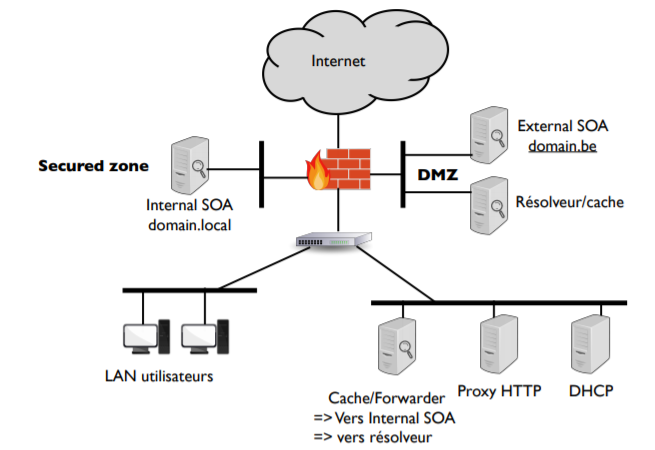 Internet
External SOA
domain.be
Secured zone
DMZ
Internal SOA
domain.local
Résolveur/cache
LAN utilisateurs
Cache/Forwarder
=> Vers Internal SOA
=> vers résolveur
Proxy HTTP
DHCP